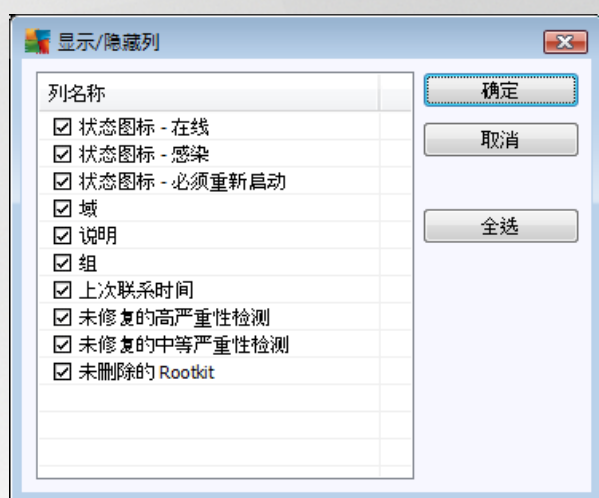 显示/隐藏列
列名称
状态图标 - 在线
状态图标 - 感染
状态图标 - 必须重新启动
域
说明
组
上次联系时间
未修复的高严重性检测
未修复的中等严重性检测
未删除的 Rootkit
确定
取消
全选